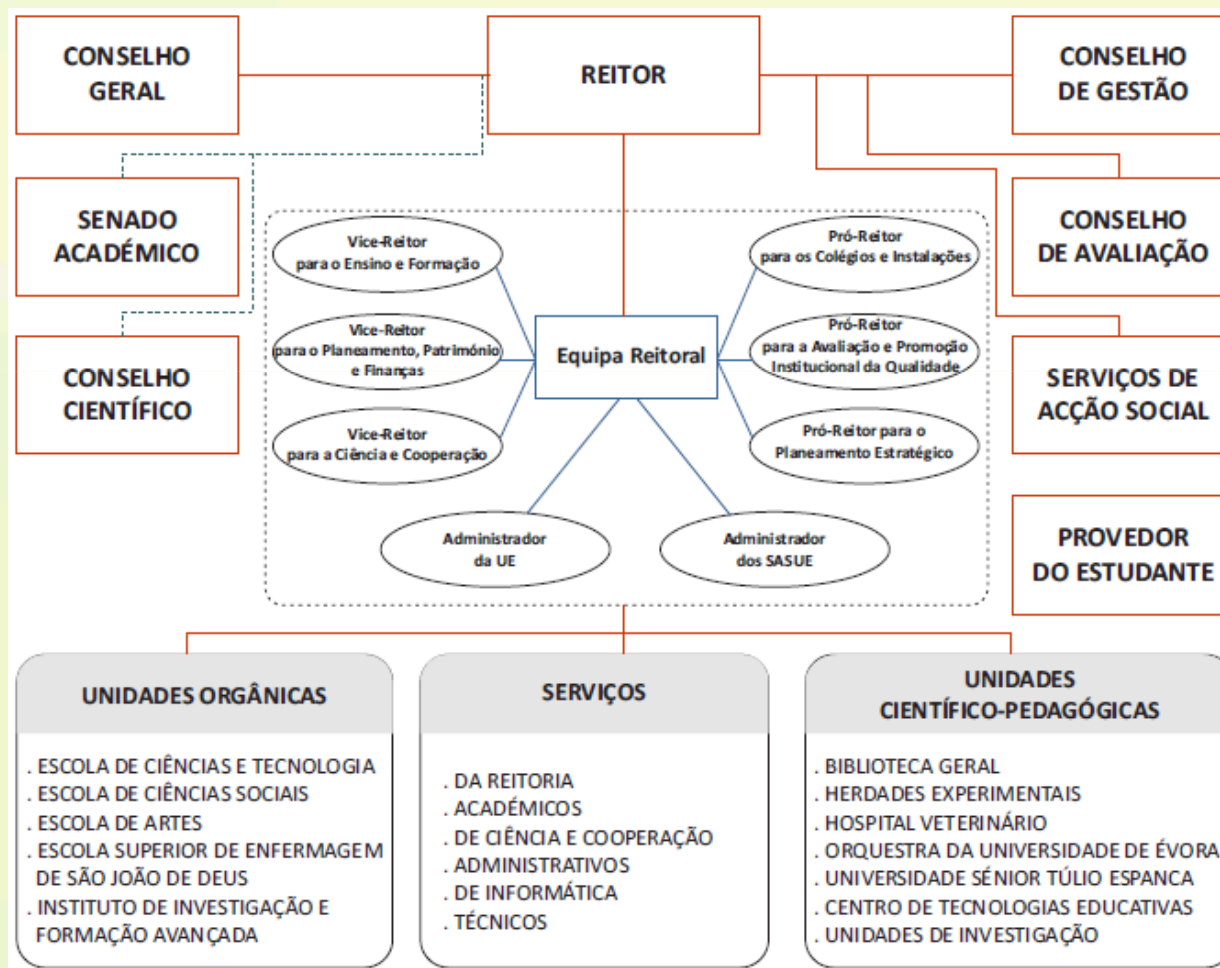 CONSELHO
GERAL
REITOR
CONSELHO
DE GESTÃO
SENADO
ACADÉMICO
CONSELHO
DE AVALIAÇÃO
CONSELHO
CIENTÍFICO
SERVIÇOS DE
ACÇÃO SOCIAL
PROVEDOR
DO ESTUDANTE
Vice-Reitor
para o Ensino e Formação
Vice-Reitor
para o Planeamento, Património
e Finanças
Vice-Reitor
para a Ciência e Cooperação
Equipa Reitoral
Pró-Reitor
para os Colégios e Instalações
Pró-Reitor
para a Avaliação e Promoção
Institucional da Qualidade
Pró-Reitor para o
Planeamento Estratégico
Administrador
da UE
Administrador
dos SASUE
UNIDADES ORGÂNICAS
. ESCOLA DE CIÊNCIAS E TECNOLOGIA
. ESCOLA DE CIÊNCIAS SOCIAIS
. ESCOLA DE ARTES
. ESCOLA SUPERIOR DE ENFERMAGEM
DE SÃO JOÃO DE DEUS
. INSTITUTO DE INVESTIGAÇÃO E
FORMAÇÃO AVANÇADA
SERVIÇOS
. DA REITORIA
. ACADÉMICOS
. DE CIÊNCIA E COOPERAÇÃO
. ADMINISTRATIVOS
. DE INFORMÁTICA
. TÉCNICOS
UNIDADES
CIENTÍFICO-PEDAGÓGICAS
. BIBLIOTECA GERAL
. HERDADES EXPERIMENTAIS
. HOSPITAL VETERINÁRIO
. ORQUESTRA DA UNIVERSIDADE DE ÉVORA
. UNIVERSIDADE SÉNIOR TÚLIO ESPANCA
. CENTRO DE TECNOLOGIAS EDUCATIVAS
. UNIDADES DE INVESTIGAÇÃO